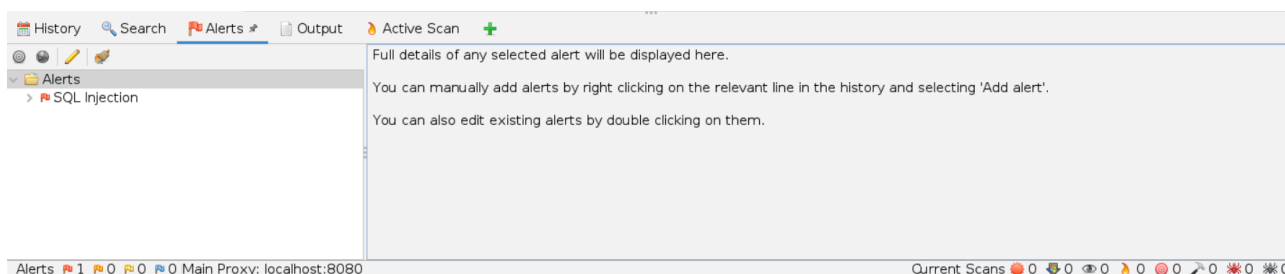 History Search Alerts Output Active Scan
Full details of any selected alert will be displayed here.
Alerts
You can manually add alerts by right clicking on the relevant line in the history and selecting 'Add alert'.
SQL Injection
You can also edit existing alerts by double clicking on them.
Alerts 1 0 0 0 Main Proxy: localhost:8080 Current Scans 0 0 0 0 0 0 0 0